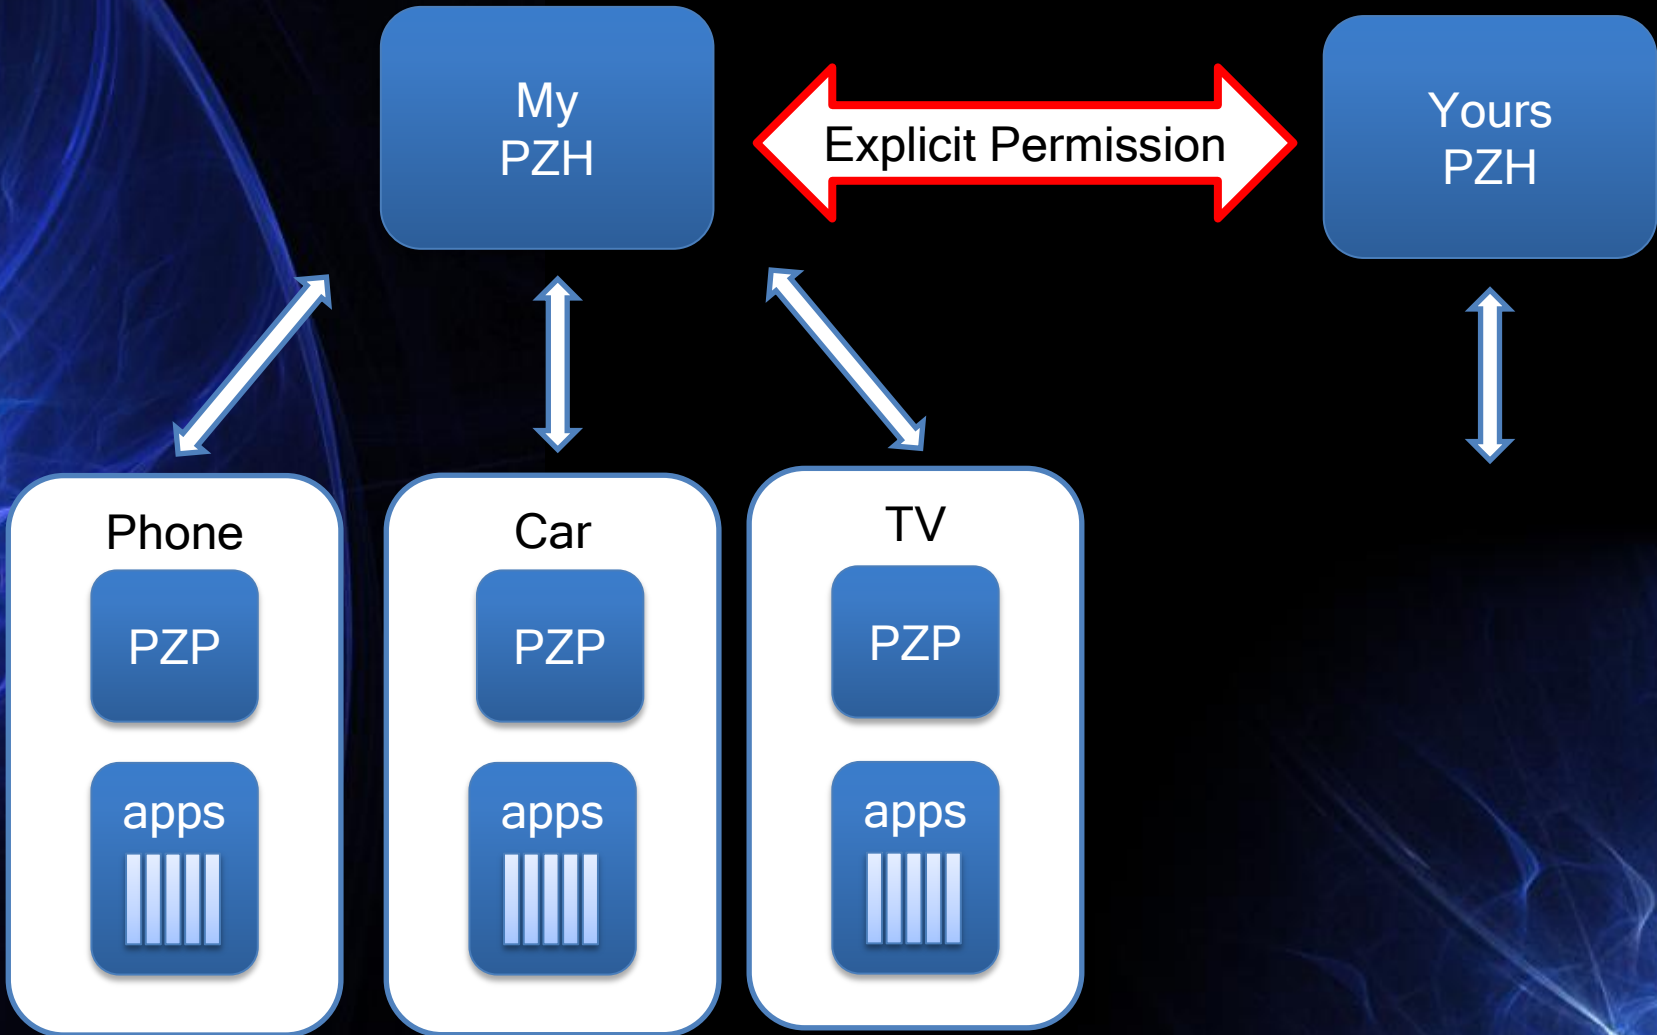 My
PZH
Explicit Permission
Yours
PZH
Phone
PZP
apps
Car
PZP
apps
TV
PZP
apps